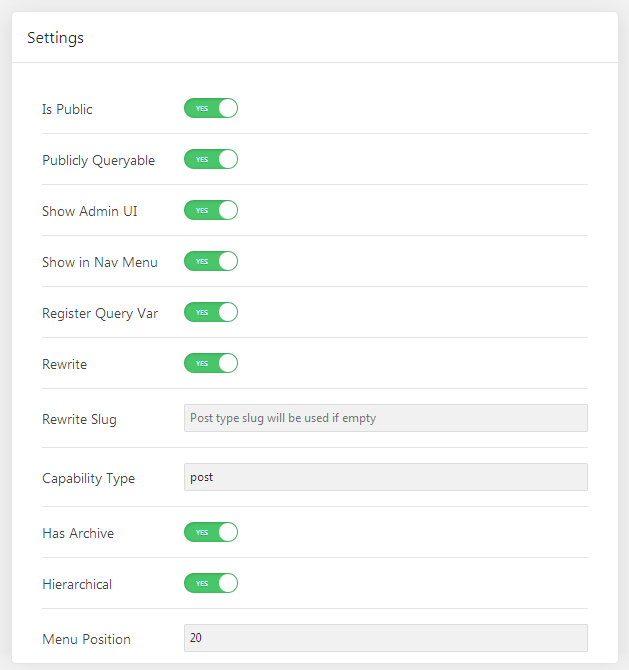 Settings
Is Public YES
Publicly Queryable YES
Show Admin UI YES
Show in Nav Menu YES
Register Query Var YES
Rewrite YES
Rewrite Slug Post type slug will be used if empty
Capability Type post
Has Archive YES
Hierarchical YES
Menu Position 20